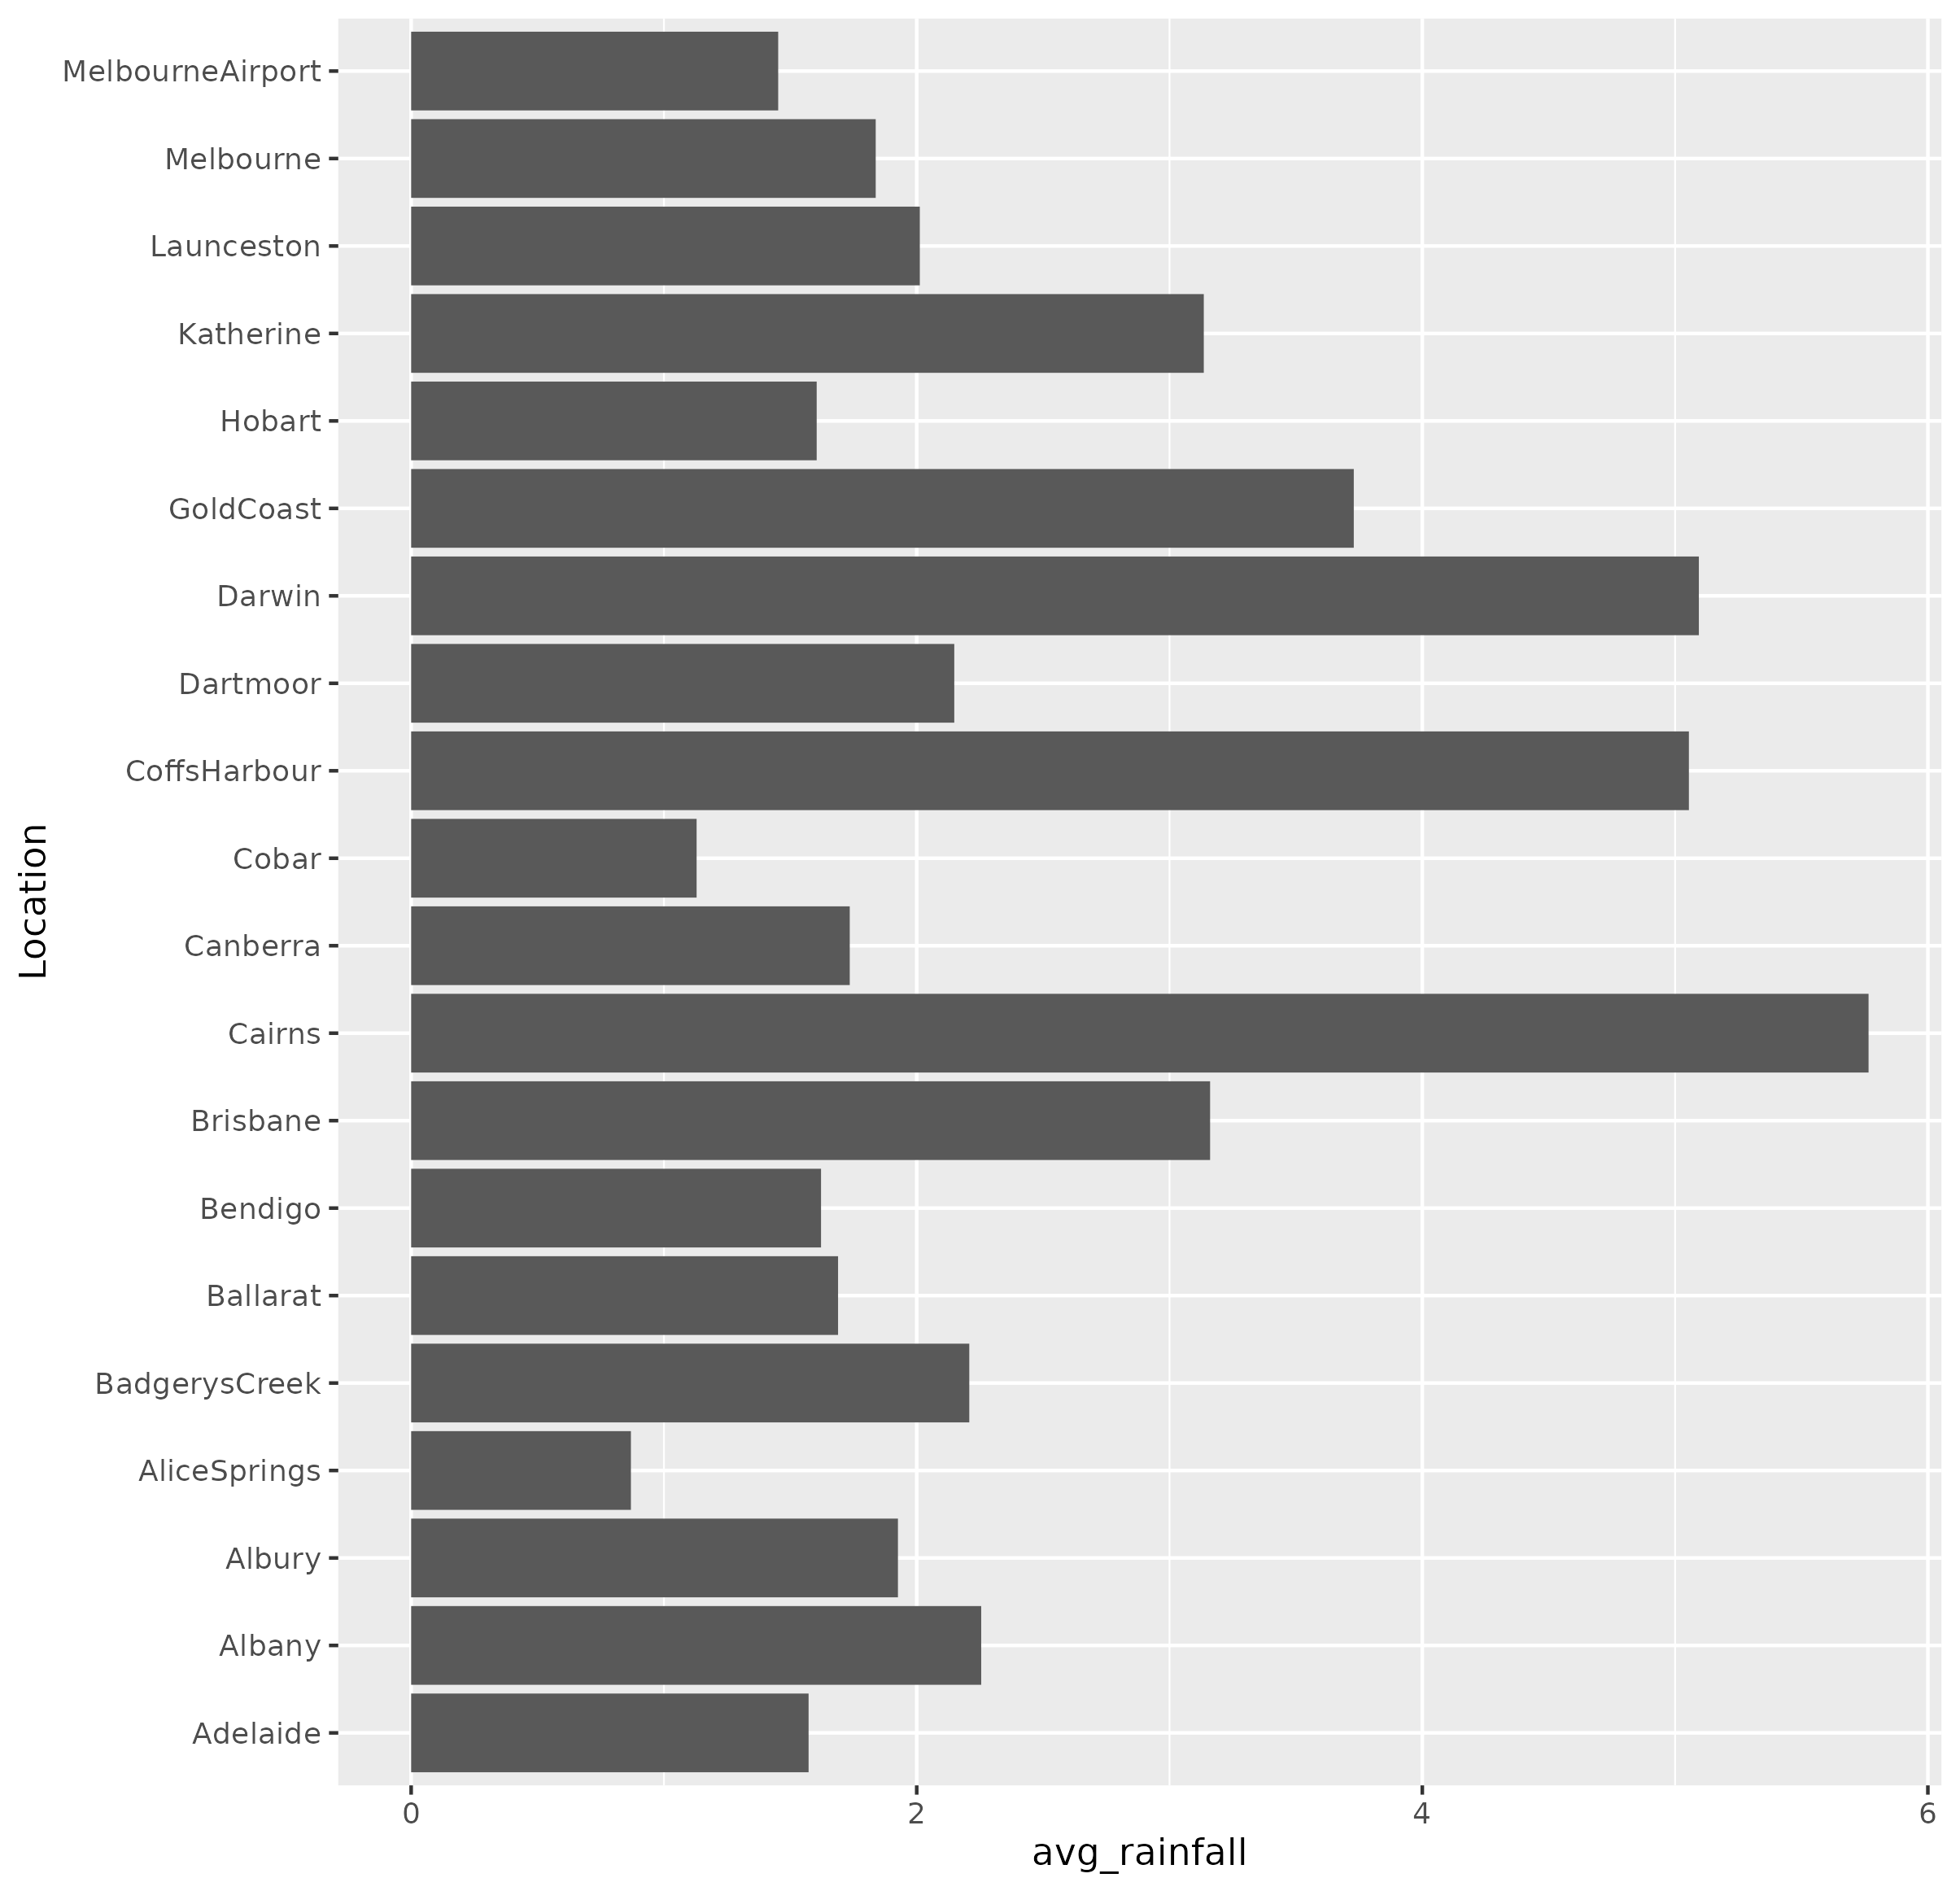 MelbourneAirport
Melbourne
Launceston
Katherine
Hobart
GoldCoast
Darwin
Dartmoor
CoffsHarbour
Cobar
Canberra
Cairns
Brisbane
Bendigo
Ballarat
BadgerysCreek
AliceSprings
Albury
Albany
Adelaide
Location
0 2 4 6
avg_rainfall